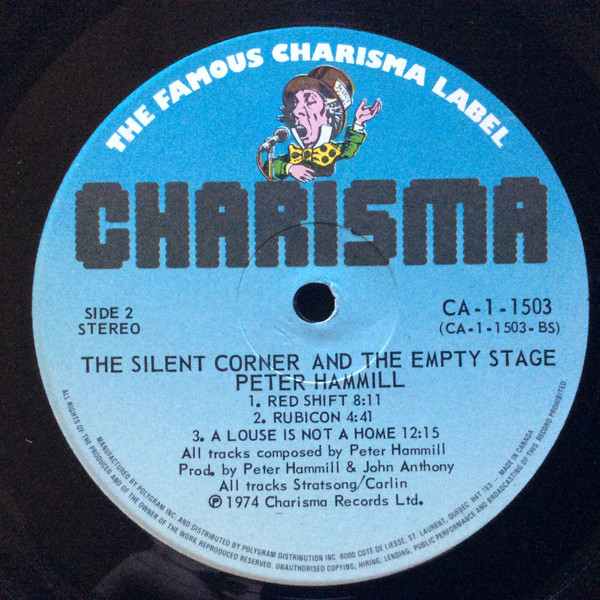 THE FAMOUS CHARISMA LABEL
CHARISMA
SIDE 2
STEREO
CA-1-1503
(CA-1-1503-BS)
THE SILENT CORNER AND THE EMPTY STAGE
PETER HAMMILL
1. RED SHIFT 8:11
2. RUBICON 4:41
3. A LOUSE IS NOT A HOME 12:15
All tracks composed by Peter Hammill
Prod. by Peter Hammill & John Anthony
All tracks Stratsong/Carlin
℗ 1974 Charisma Records Ltd.
MANUFACTURED BY POLYGRAM INC. AND DISTRIBUTED BY POLYGRAM DISTRIBUTION INC. 6000 COTE DE LIESSE, ST. LAURENT, QUEBEC H4T 1E3 . MADE IN CANADA
ALL RIGHTS OF THE PRODUCER AND OF THE OWNER OF THE WORK REPRODUCED RESERVED. UNAUTHORISED COPYING, HIRING, LENDING, PUBLIC PERFORMANCE AND BROADCASTING OF THIS RECORD PROHIBITED.